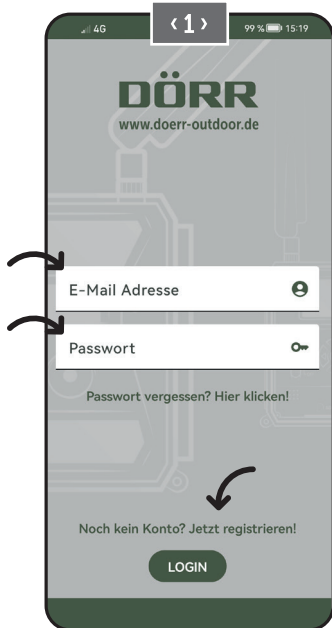 4G
‹1›
99 % 15:19
DÖRR
www.doerr-outdoor.de
E-Mail Adresse
Passwort
Passwort vergessen? Hier klicken!
Noch kein Konto? Jetzt registrieren!
LOGIN